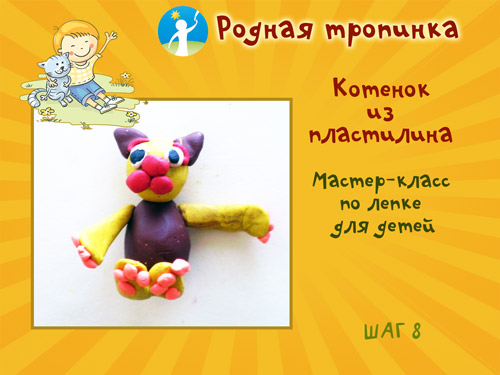 Родная тропинка
Котенок
из
пластилина
Мастер-класс
по лепке
для детей
ШАГ 8